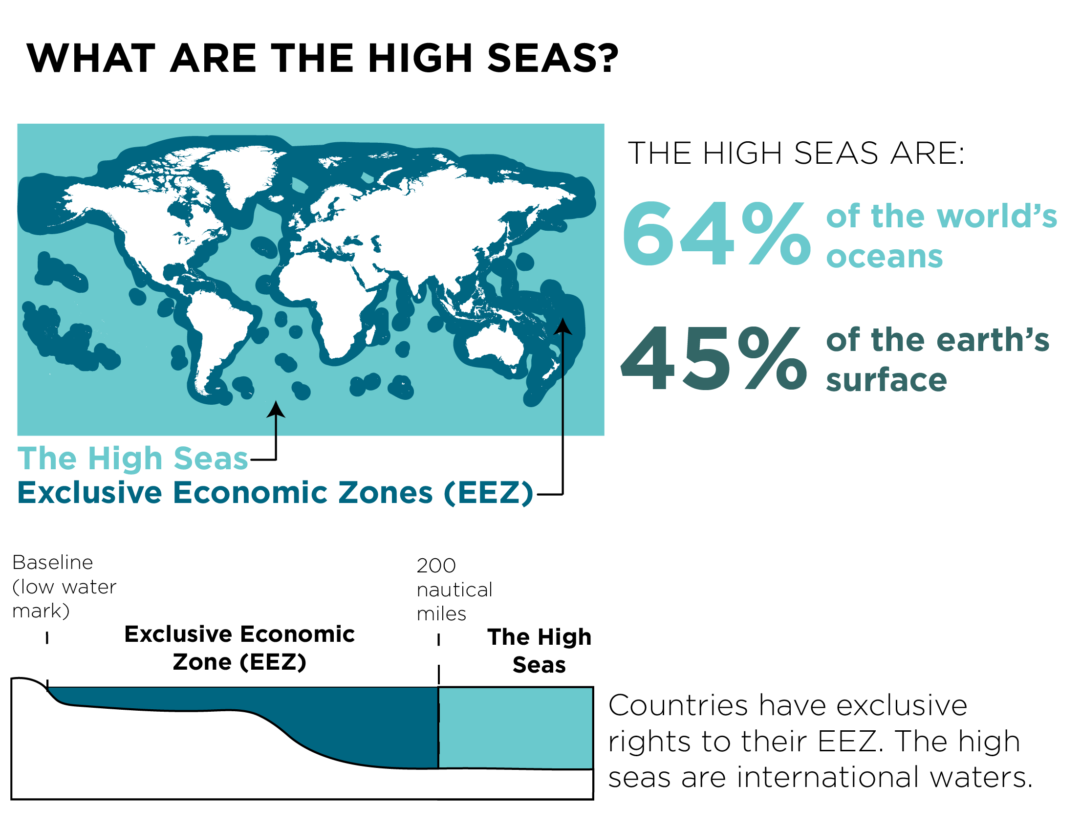 WHAT ARE THE HIGH SEAS?
THE HIGH SEAS ARE:
64%
of the world's
oceans
45%
of the earth's
surface
The High Seas
Exclusive Economic Zones (EEZ)
Baseline
(low water
mark)
200
nautical
miles
Exclusive Economic
Zone (EEZ)
The High
Seas
Countries have exclusive
rights to their EEZ. The high
seas are international waters.